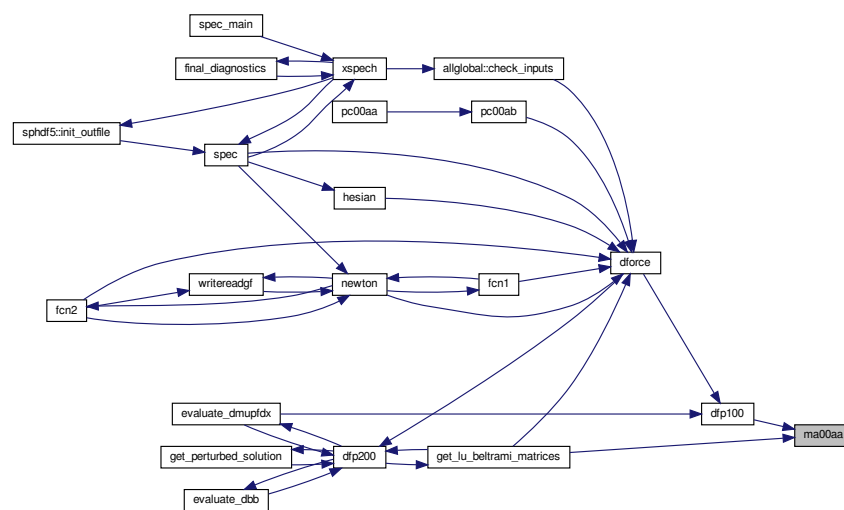 spec_main
final_diagnostics
xspech
allglobal::check_inputs
pc00aa
pc00ab
sphdf5::init_outfile
spec
hesian
dforce
writereadgf
newton
fcn1
fcn2
evaluate_dmupfdx
dfp100
ma00aa
get_perturbed_solution
dfp200
get_lu_beltrami_matrices
evaluate_dbb